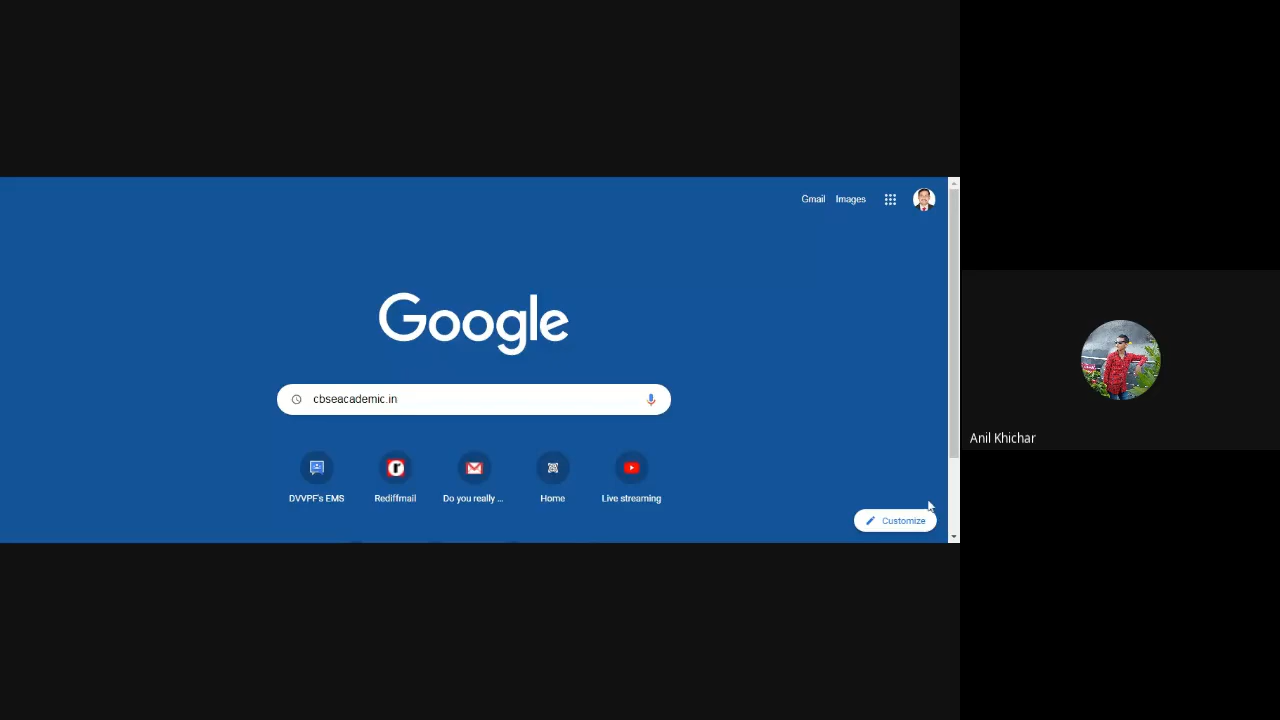 Gmail Images
Google
cbseacademic.in
DVVPF's EMS Rediffmail Do you really ... Home Live streaming
Customize
Anil Khichar